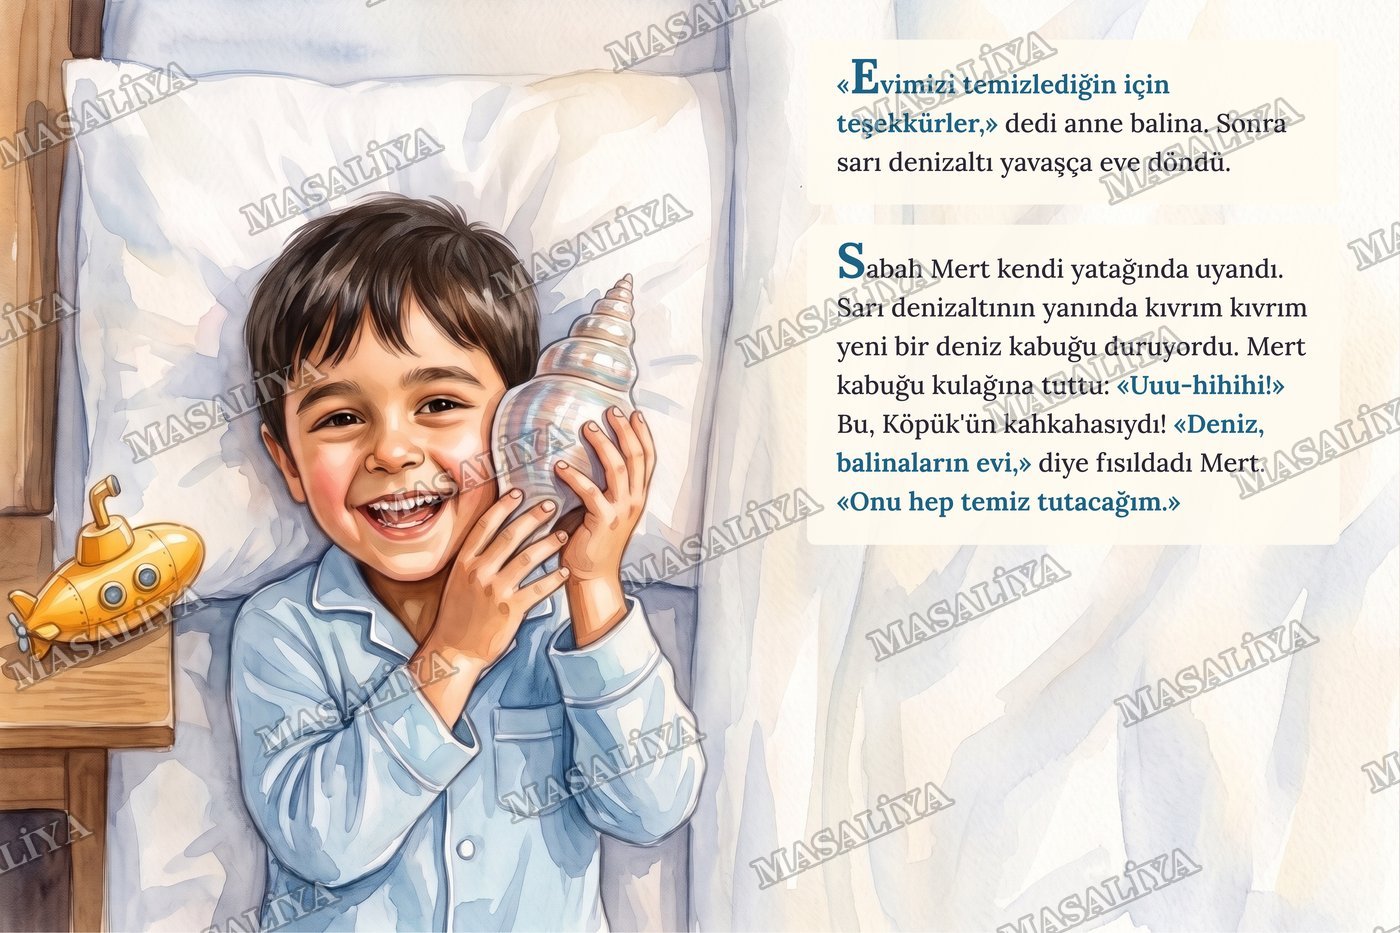 «Evimizi temizlediğin için
teşekkürler,» dedi anne balina. Sonra
sarı denizaltı yavaşça eve döndü.
Sabah Mert kendi yatağında uyandı.
Sarı denizaltının yanında kıvrım kıvrım
yeni bir deniz kabuğu duruyordu. Mert
kabuğu kulağına tuttu: «Uuu-hihihi!»
Bu, Köpük'ün kahkahasıydı! «Deniz,
balinaların evi,» diye fısıldadı Mert.
«Onu hep temiz tutacağım.»
MASALİYA